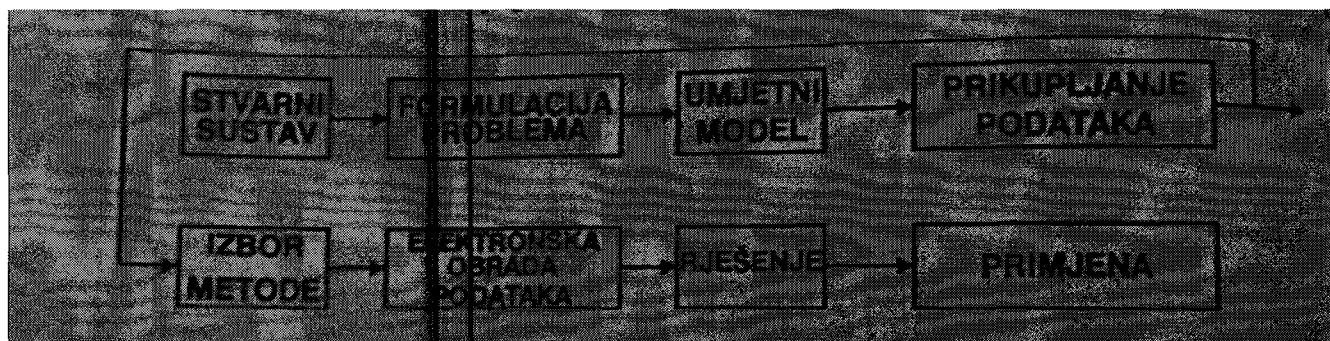 STVARNI
SUSTAV
FORMULACIJA
PROBLEMA
UMJETNI
MODEL
PRIKUPLJANJE
PODATAKA
IZBOR
METODE
ELEKTRONSKA
OBRADA
PODATAKA
RJEŠENJE
PRIMJENA